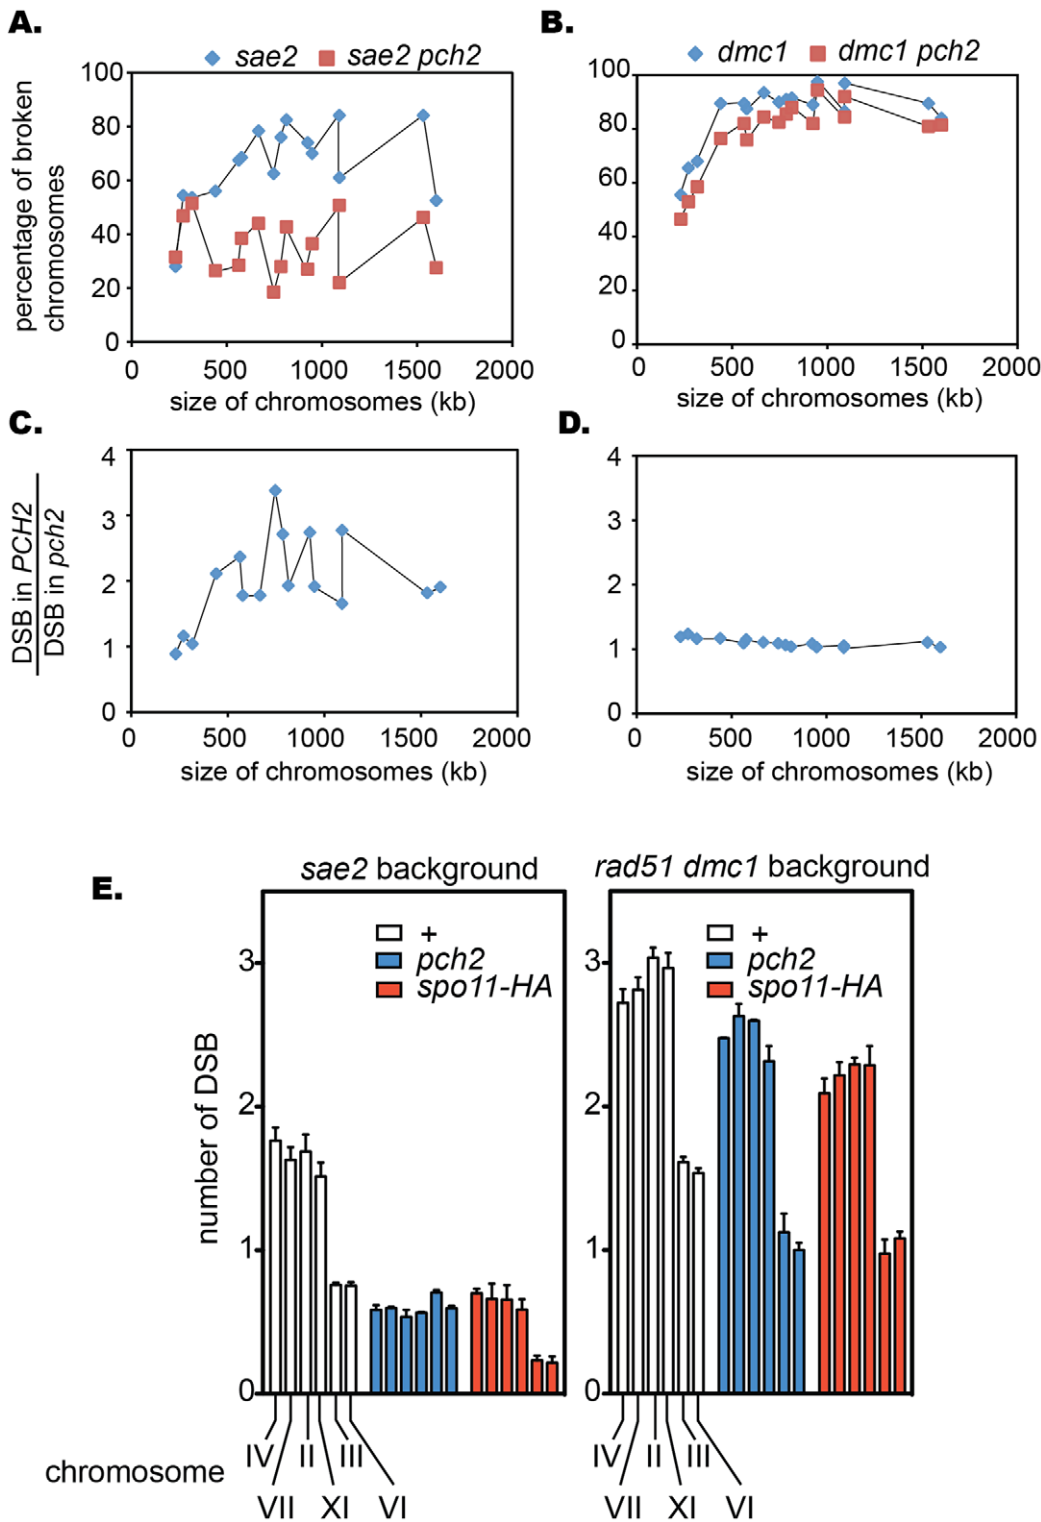 A.
sae2 sae2 pch2
100
80
60
40
20
0
0 500 1000 1500 2000
percentage of broken
chromosomes
size of chromosomes (kb)
B.
dmc1 dmc1 pch2
100
80
60
40
20
0
0 500 1000 1500 2000
size of chromosomes (kb)
C.
4
3
2
1
0
0 500 1000 1500 2000
DSB in PCH2
DSB in pch2
size of chromosomes (kb)
D.
4
3
2
1
0
0 500 1000 1500 2000
size of chromosomes (kb)
E.
sae2 background
+
pch2
spo11-HA
3
2
1
0
number of DSB
IV II III
chromosome
VII XI VI
rad51 dmc1 background
+
pch2
spo11-HA
3
2
1
0
IV II III
VII XI VI